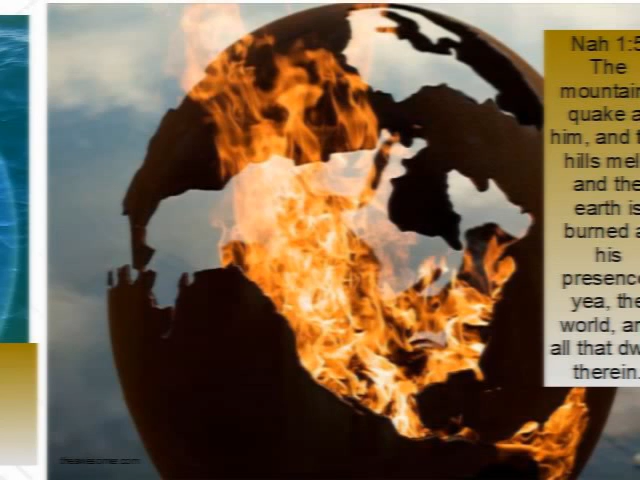 Nah 1:5
The
mountain
quake a
him, and t
hills mel
and the
earth is
burned a
his
presence
yea, the
world, an
all that dw
therein.